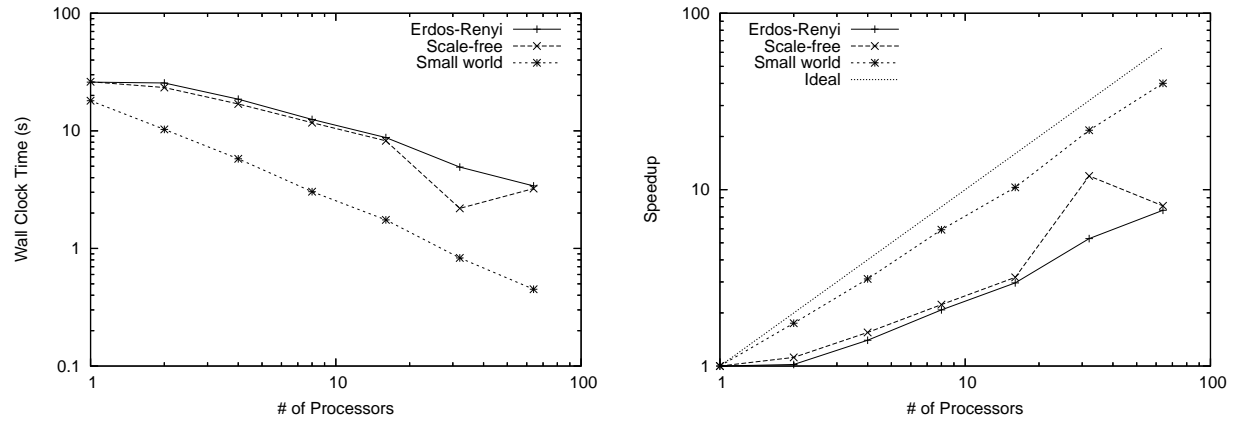 100
10
1
0.1
1
10
100
Wall Clock Time (s)
# of Processors
Erdos-Renyi
Scale-free
Small world
100
10
1
1
10
100
Speedup
# of Processors
Erdos-Renyi
Scale-free
Small world
Ideal